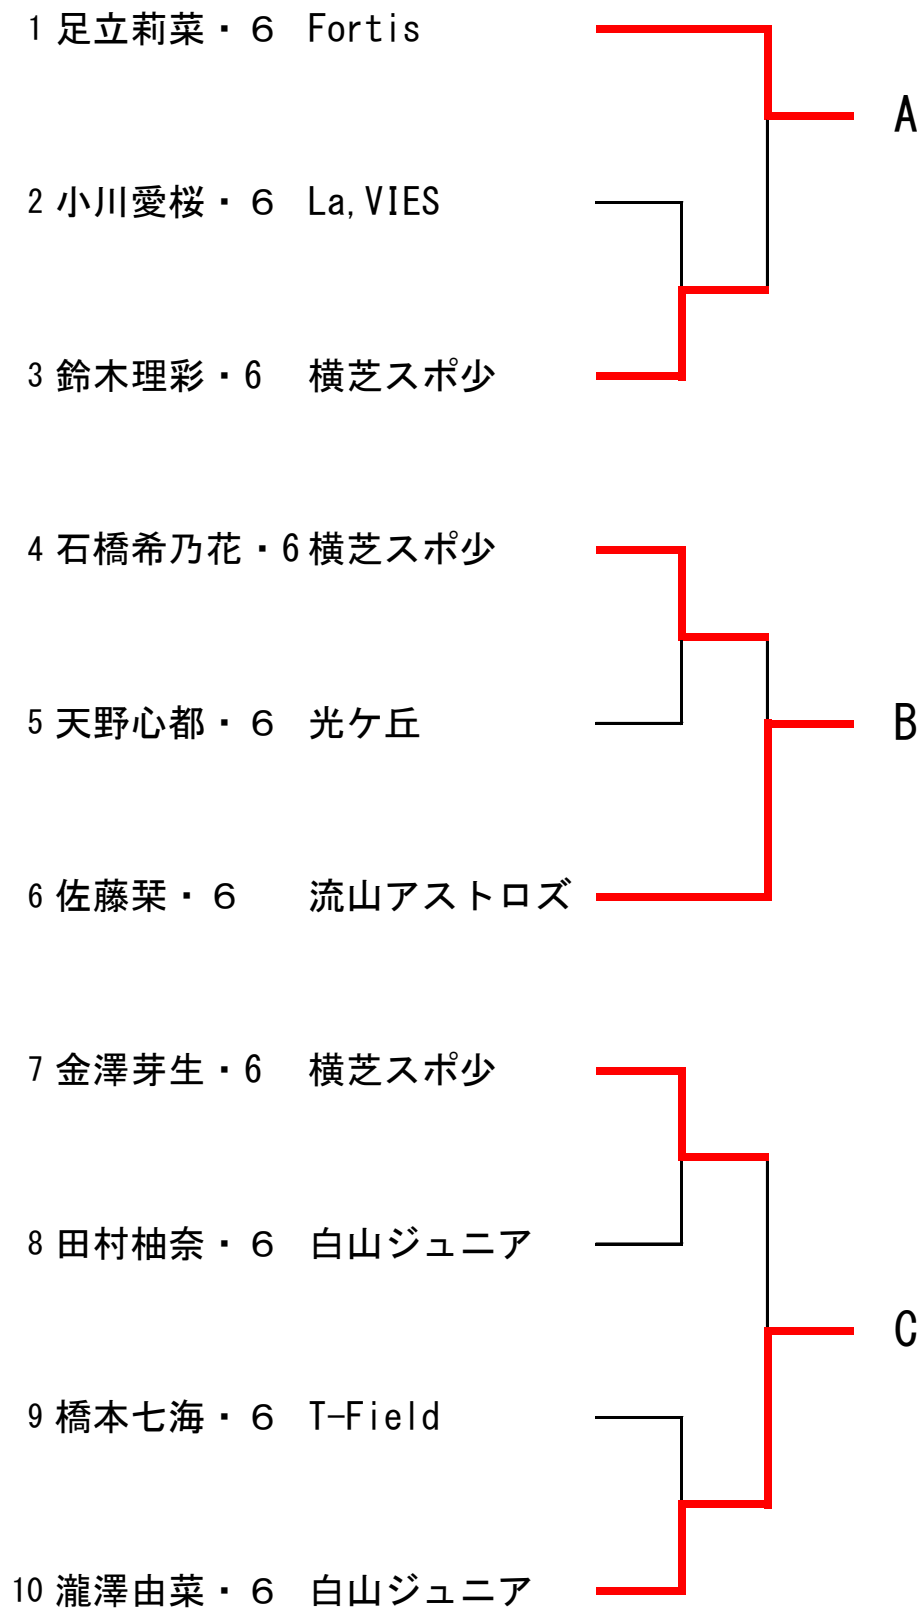 1 足立莉菜・６ Fortis
A
2 小川愛桜・６ La,VIES
3 鈴木理彩・6 横芝スポ少
4 石橋希乃花・6 横芝スポ少
5 天野心都・６ 光ケ丘
B
6 佐藤栞・６ 流山アストロズ
7 金澤芽生・6 横芝スポ少
8 田村柚奈・６ 白山ジュニア
C
9 橋本七海・６ T-Field
10 瀧澤由菜・６ 白山ジュニア